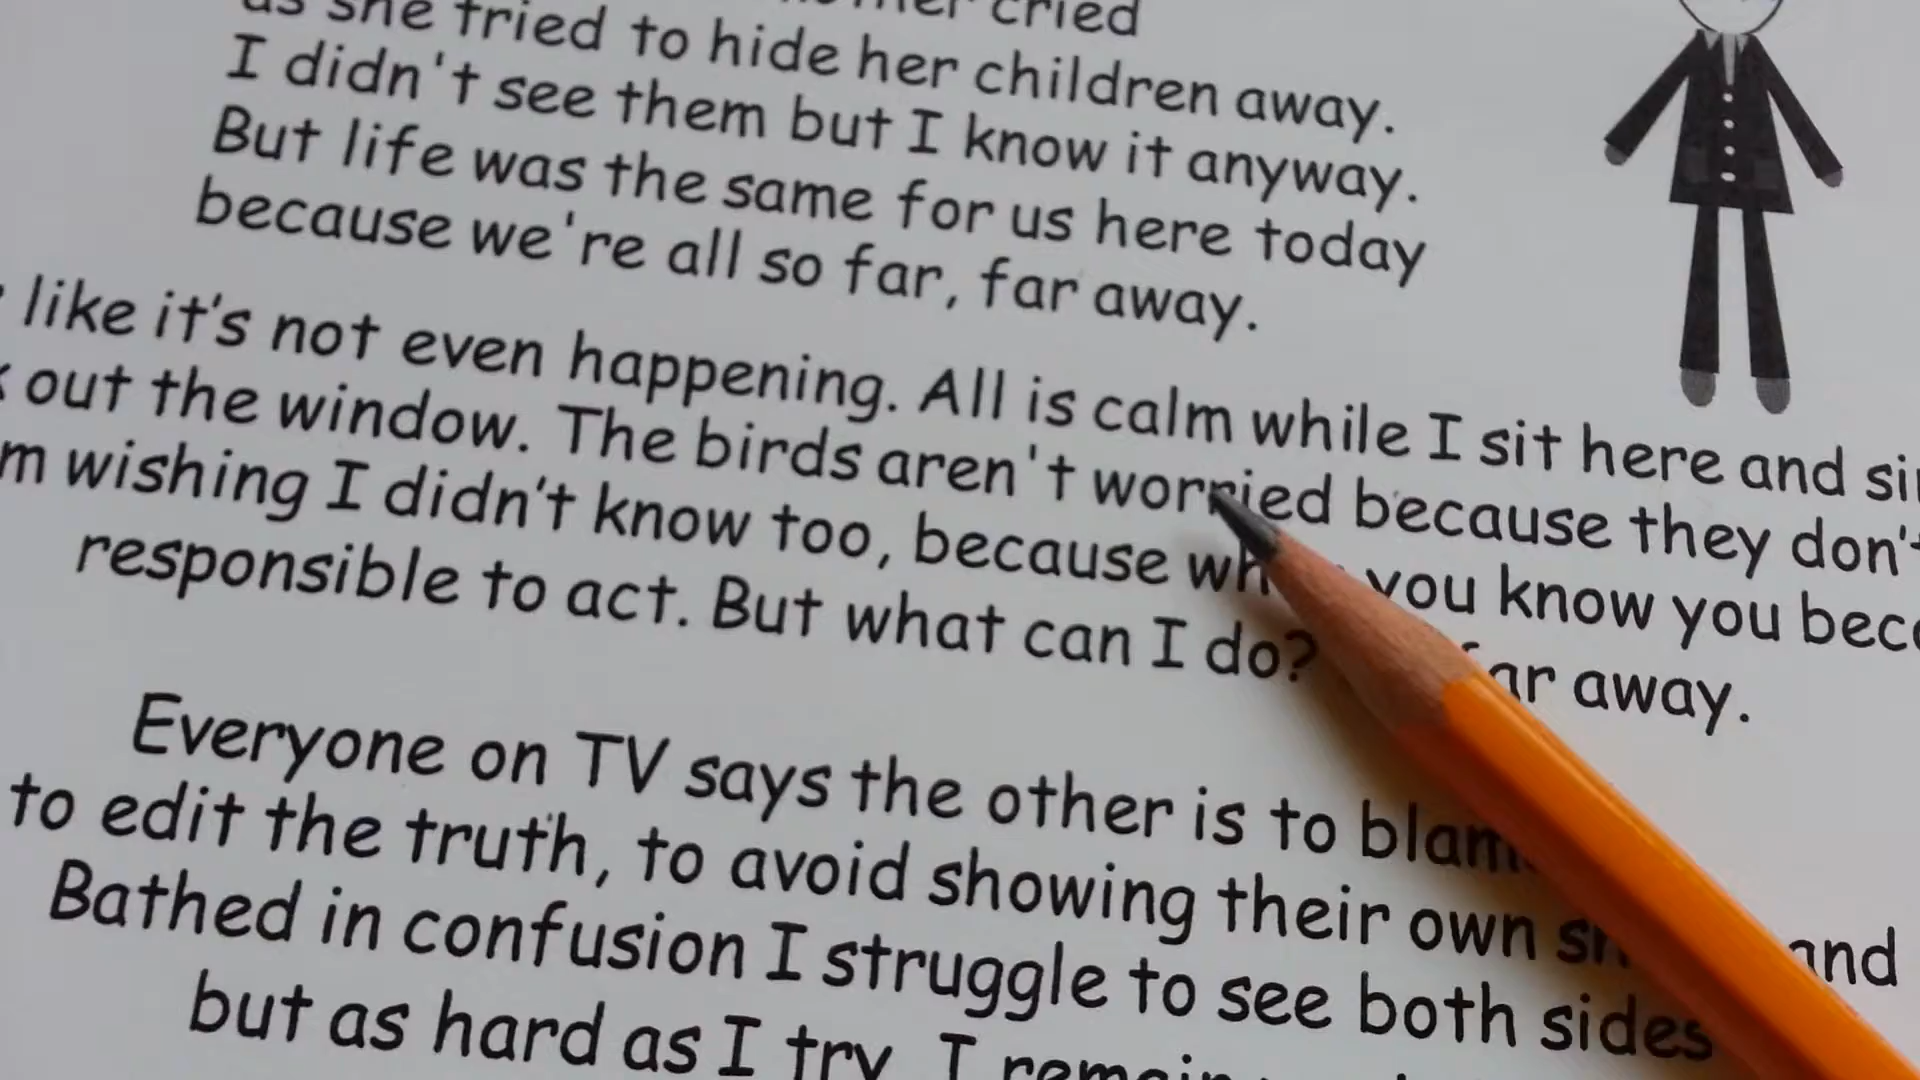 as she tried to hide her children away.
I didn't see them but I know it anyway.
But life was the same for us here today
because we're all so far, far away.
like it's not even happening. All is calm while I sit here and
out the window. The birds aren't worried because they don't
wishing I didn't know too, because you know you
responsible to act. But what can I do? far away.
Everyone on TV says the other is to
to edit the truth, to avoid showing their own and
Bathed in confusion I struggle to see both sides
but as hard as I try, I